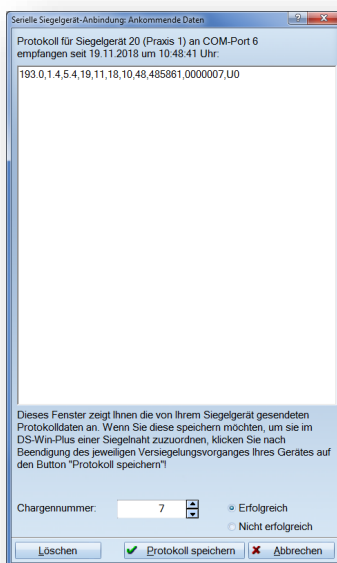 Serielle Siegelgerät-Anbindung: Ankommende Daten
Protokoll für Siegelgerät 20 (Praxis 1) an COM-Port 6
empfangen seit 19.11.2018 um 10:48:41 Uhr:
193.0,1.4,5.4,19,11,18,10,48,485861,0000007,U0
Dieses Fenster zeigt Ihnen die von Ihrem Siegelgerät gesendeten
Protokolldaten an. Wenn Sie diese speichern möchten, um sie im
DS-Win-Plus einer Siegelnaht zuzuordnen, klicken Sie nach
Beendigung des jeweiligen Versiegelungsvorganges Ihres Gerätes auf
den Button "Protokoll speichern"!
Chargennummer: 7 Erfolgreich
Nicht erfolgreich
Löschen Protokoll speichern Abbrechen